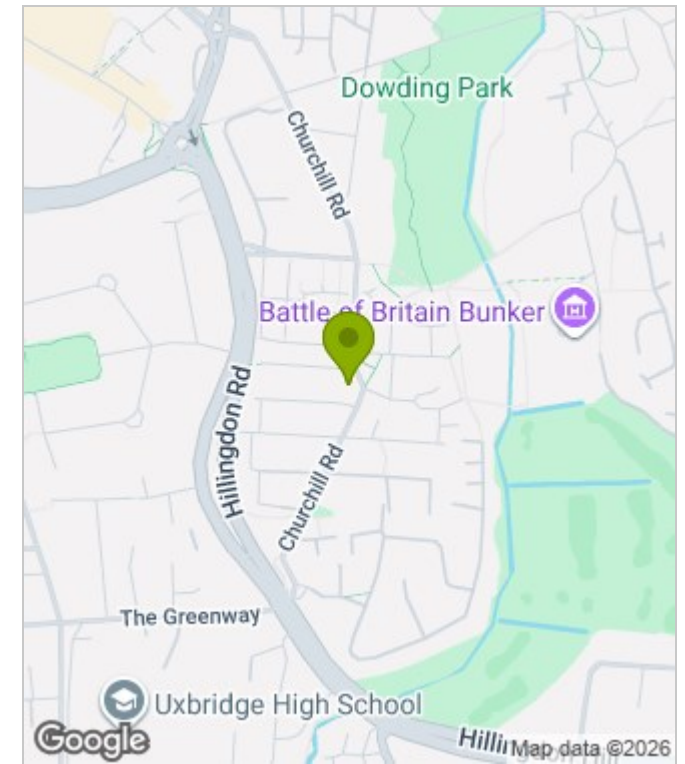 Dowding Park
Churchill Rd
Battle of Britain Bunker
Hillingdon Rd
Churchill Rd
The Greenway
Uxbridge High School
Google
Map data ©2026